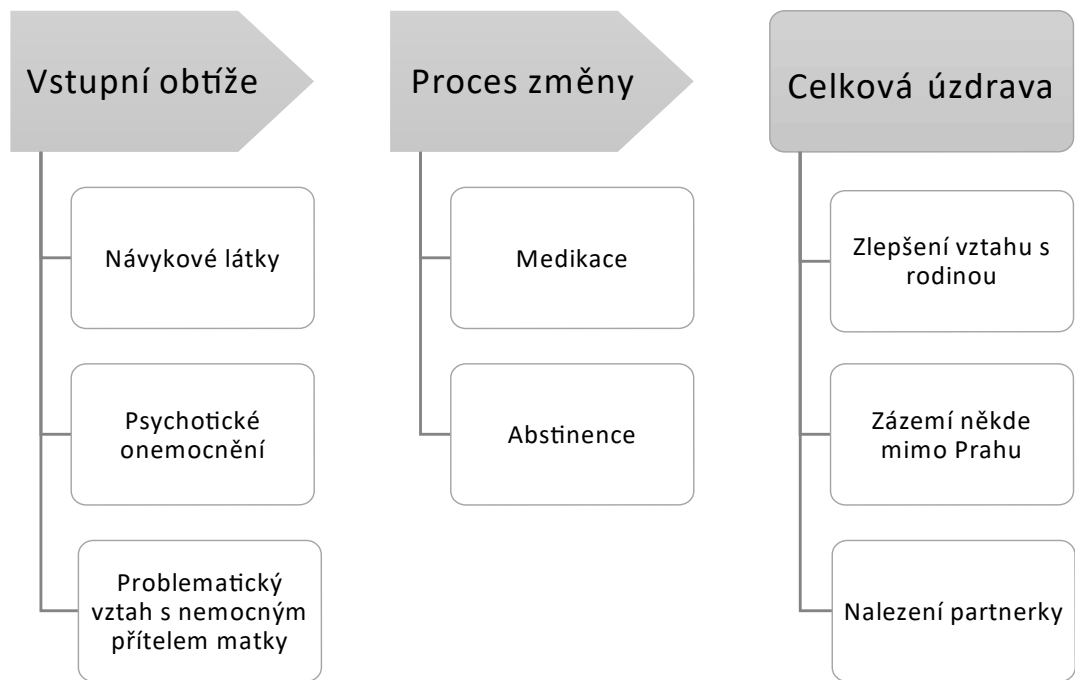 Vstupní obtíže
Návykové látky
Psychotické
onemocnění
Problematický
vztah s nemocným
přítelem matky
Proces změny
Medikace
Abstinence
Celková úzdrava
Zlepšení vztahu s
rodinou
Zázemí někde
mimo Prahu
Nalezení partnerky